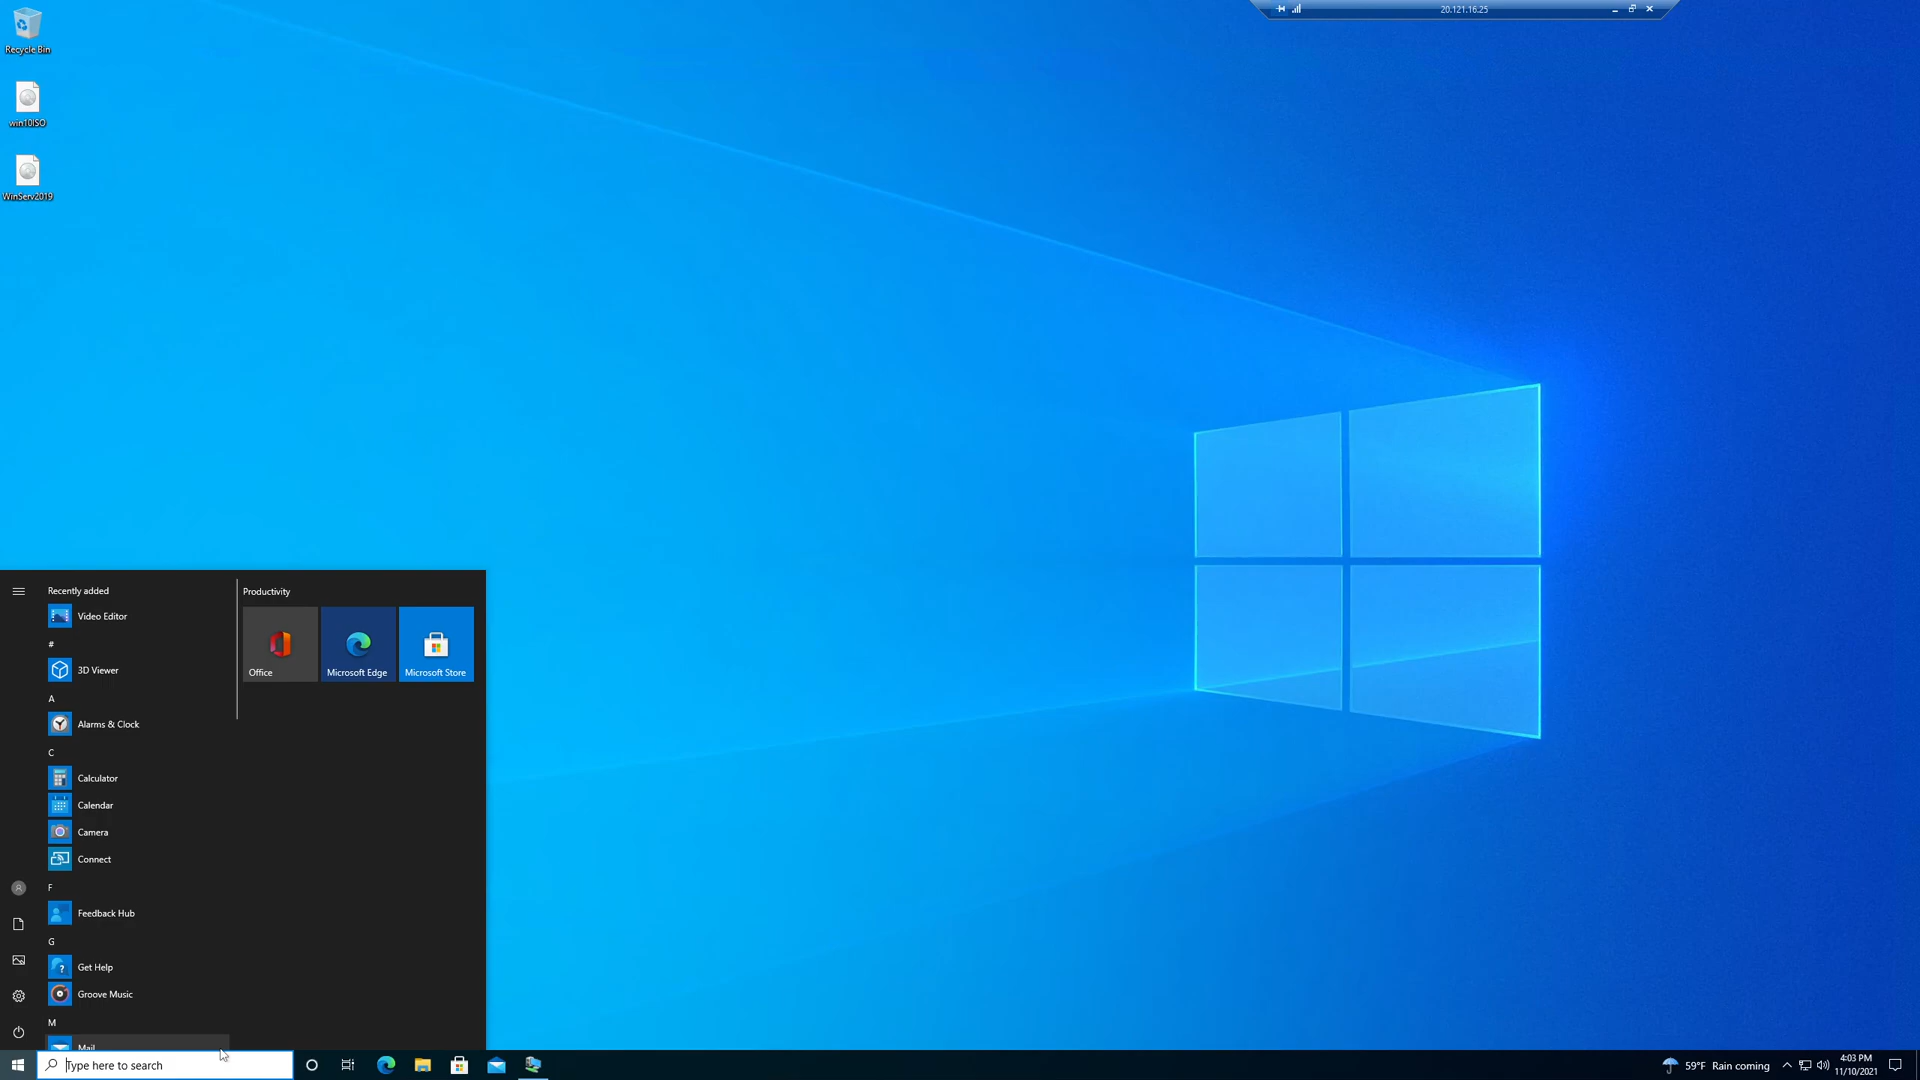 Recycle Bin
win10ISO
WinServ2019
20.121.16.25
Recently added
Video Editor
#
3D Viewer
A
Alarms & Clock
C
Calculator
Calendar
Camera
Connect
F
Feedback Hub
G
Get Help
Groove Music
M
Mail
Productivity
Office
Microsoft Edge
Microsoft Store
Type here to search
59°F Rain coming
4:03 PM
11/10/2021